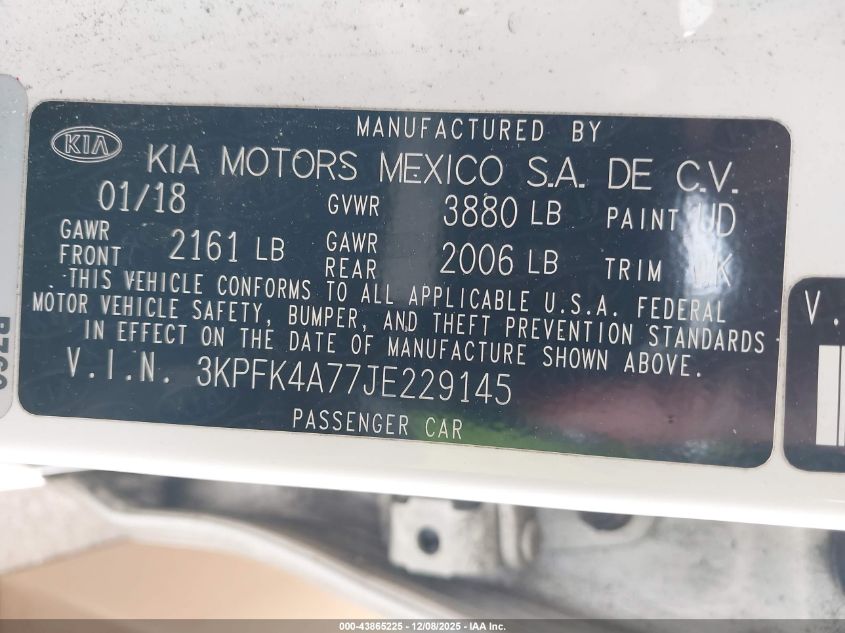 MANUFACTURED BY
KIA KIA MOTORS MEXICO S.A. DE C.V.
01/18 GVWR 3880 LB PAINT UD
GAWR FRONT 2161 LB GAWR REAR 2006 LB TRIM
THIS VEHICLE CONFORMS TO ALL APPLICABLE U.S.A. FEDERAL
MOTOR VEHICLE SAFETY, BUMPER, AND THEFT PREVENTION STANDARDS
IN EFFECT ON THE DATE OF MANUFACTURE SHOWN ABOVE.
V.I.N. 3KPFK4A77JE229145
PASSENGER CAR
V.
000-43865225 - 12/08/2025 - IAA Inc.